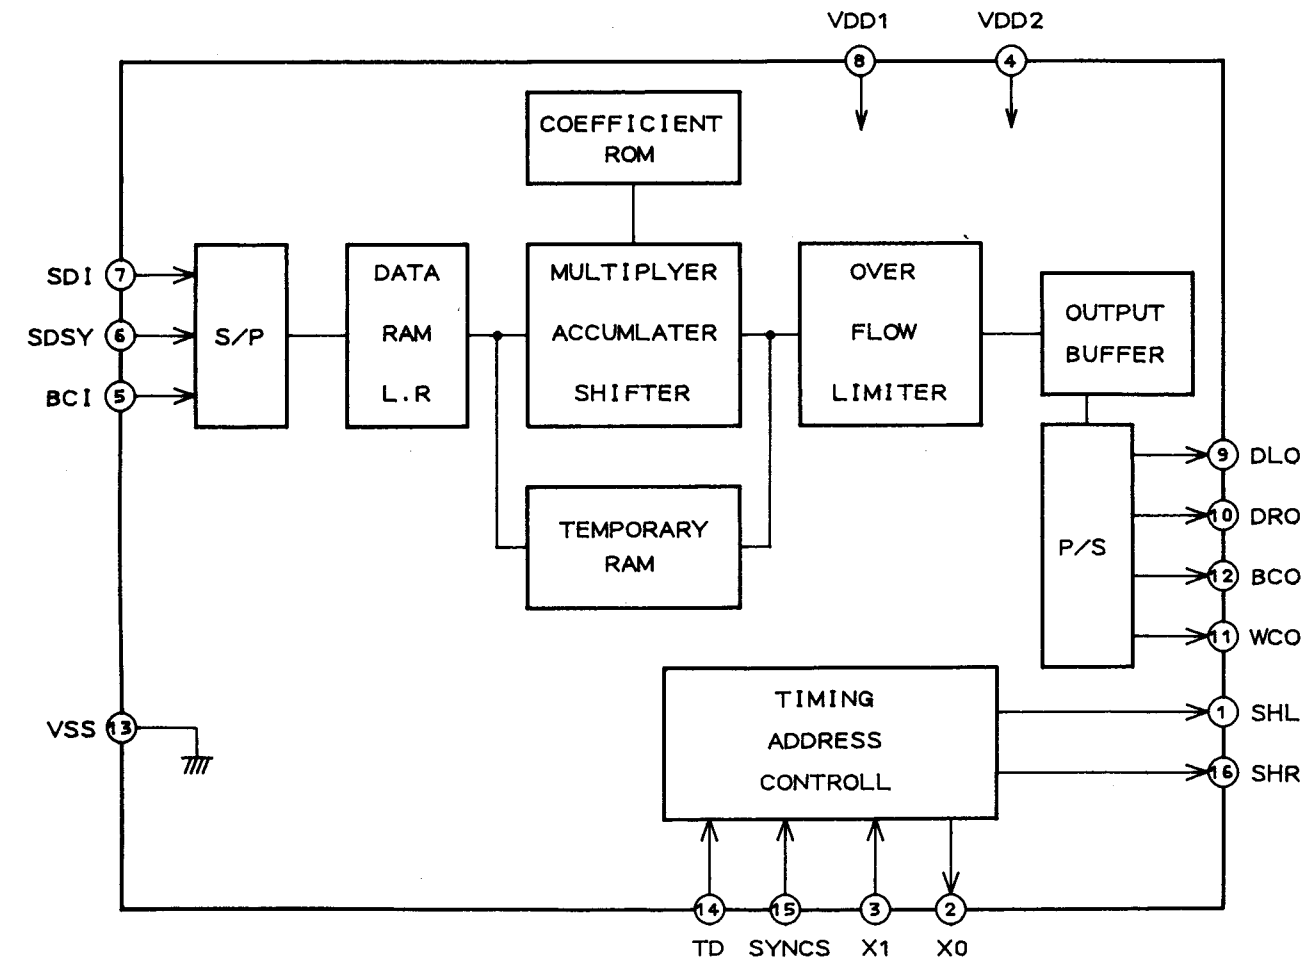 VDD1
VDD2
8
4
COEFFICIENT
ROM
SDI 7
SDSY 6
BCI 5
S/P
DATA
RAM
L.R
MULTIPLYER
ACCUMLATER
SHIFTER
OVER
FLOW
LIMITER
OUTPUT
BUFFER
TEMPORARY
RAM
P/S
9 DLO
10 DRO
12 BCO
11 WCO
VSS 13
TIMING
ADDRESS
CONTROLL
1 SHL
16 SHR
14
15
3
2
TD
SYNCS
X1
XO